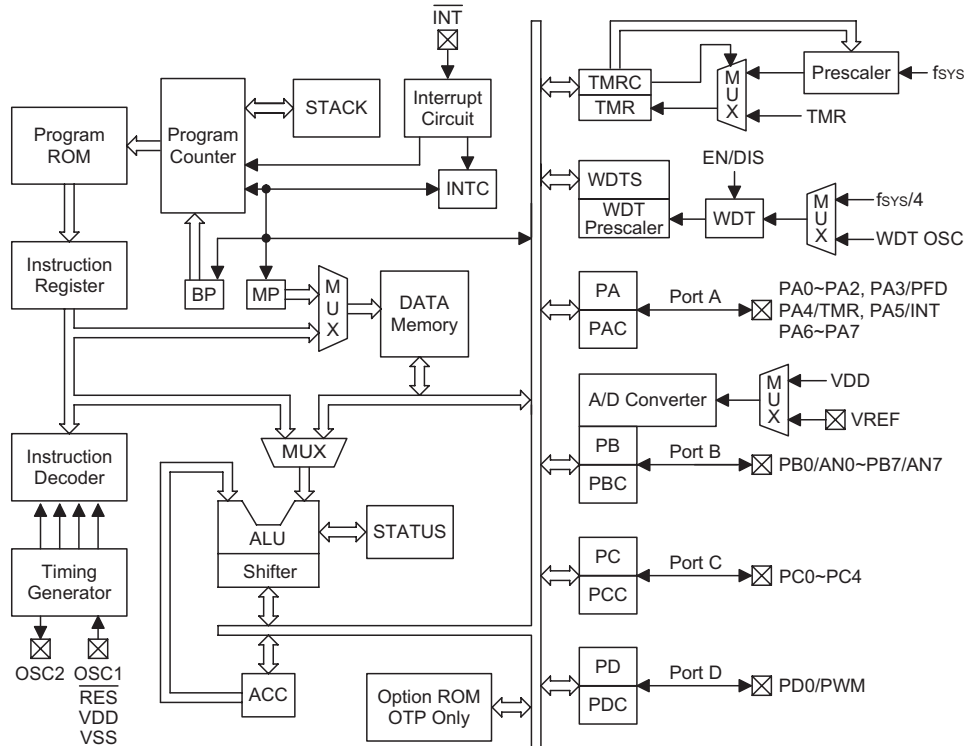 INT
STACK
Interrupt
Circuit
Program
ROM
Program
Counter
INTC
Instruction
Register
BP
MP
MUX
DATA
Memory
MUX
Instruction
Decoder
ALU
Shifter
STATUS
Timing
Generator
OSC2
OSC1
RES
VDD
VSS
ACC
Option ROM
OTP Only
TMRC
TMR
MUX
Prescaler
fSYS
TMR
EN/DIS
WDTS
WDT
Prescaler
WDT
MUX
fSYS/4
WDT OSC
PA
PAC
Port A
PA0~PA2, PA3/PFD
PA4/TMR, PA5/INT
PA6~PA7
A/D Converter
MUX
VDD
VREF
PB
PBC
Port B
PB0/AN0~PB7/AN7
PC
PCC
Port C
PC0~PC4
PD
PDC
Port D
PD0/PWM